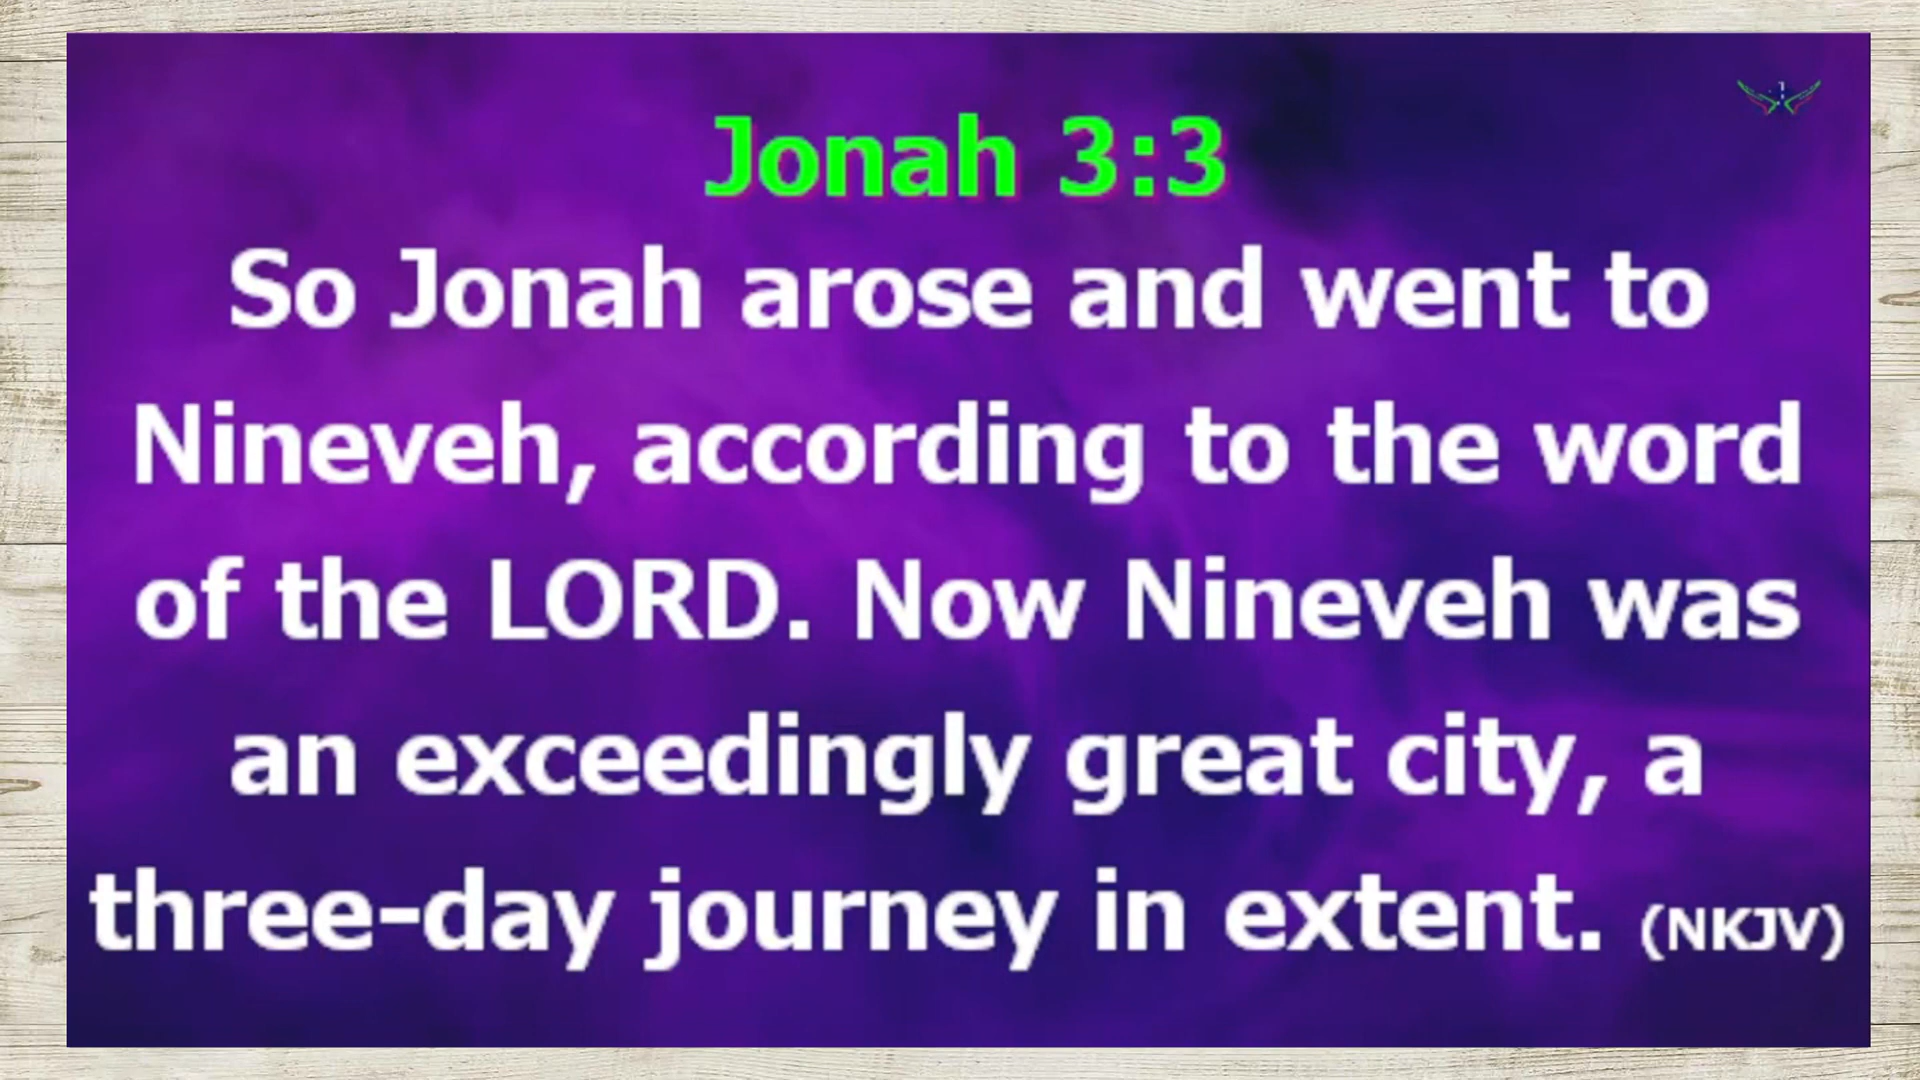 Jonah 3:3
So Jonah arose and went to
Nineveh, according to the word
of the LORD. Now Nineveh was
an exceedingly great city, a
three-day journey in extent. (NKJV)